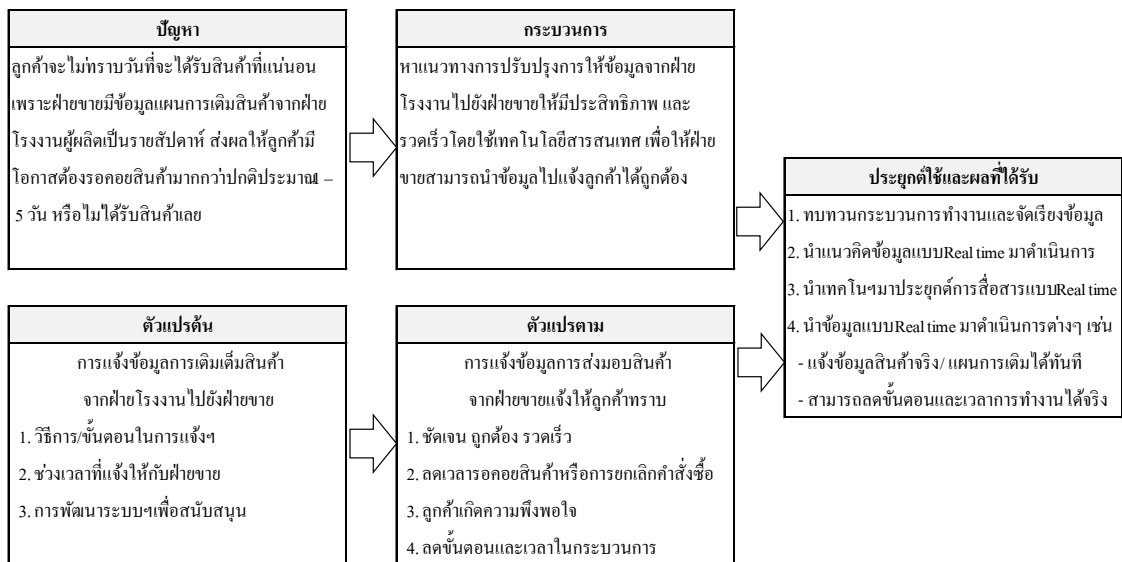 ปัญหา
ลูกค้าจะไม่ทราบวันที่จะได้รับสินค้าที่แน่นอน
เพราะฝ่ายขายมีข้อมูลแผนการเติมสินค้าจากฝ่าย
โรงงานผู้ผลิตเป็นรายสัปดาห์ ส่งผลให้ลูกค้ามี
โอกาสต้องรอคอยสินค้ามากกว่าปกติประมาณ1 –
5 วัน หรือไม่ได้รับสินค้าเลย
กระบวนการ
หาแนวทางการปรับปรุงการให้ข้อมูลจากฝ่าย
โรงงานไปยังฝ่ายขายให้มีประสิทธิภาพ และ
รวดเร็วโดยใช้เทคโนโลยีสารสนเทศ เพื่อให้ฝ่าย
ขายสามารถนำข้อมูลไปแจ้งลูกค้าได้ถูกต้อง
ตัวแปรต้น
การแจ้งข้อมูลการเติมเต็มสินค้า
จากฝ่ายโรงงานไปยังฝ่ายขาย
1. วิธีการ/ขั้นตอนในการแจ้งฯ
2. ช่วงเวลาที่แจ้งให้กับฝ่ายขาย
3. การพัฒนาระบบฯเพื่อสนับสนุน
ตัวแปรตาม
การแจ้งข้อมูลการส่งมอบสินค้า
จากฝ่ายขายแจ้งให้ลูกค้าทราบ
1. ชัดเจน ถูกต้อง รวดเร็ว
2. ลดเวลารอคอยสินค้าหรือการยกเลิกคำสั่งซื้อ
3. ลูกค้าเกิดความพึงพอใจ
4. ลดขั้นตอนและเวลาในกระบวนการ
ประยุกต์ใช้และผลที่ได้รับ
1. ทบทวนกระบวนการทำงานและจัดเรียงข้อมูล
2. นำแนวคิดข้อมูลแบบReal time มาดำเนินการ
3. นำเทคโนฯมาประยุกต์การสื่อสารแบบReal time
4. นำข้อมูลแบบReal time มาดำเนินการต่างๆ เช่น
- แจ้งข้อมูลสินค้าจริง/ แผนการเติมได้ทันที
- สามารถลดขั้นตอนและเวลาการทำงานได้จริง